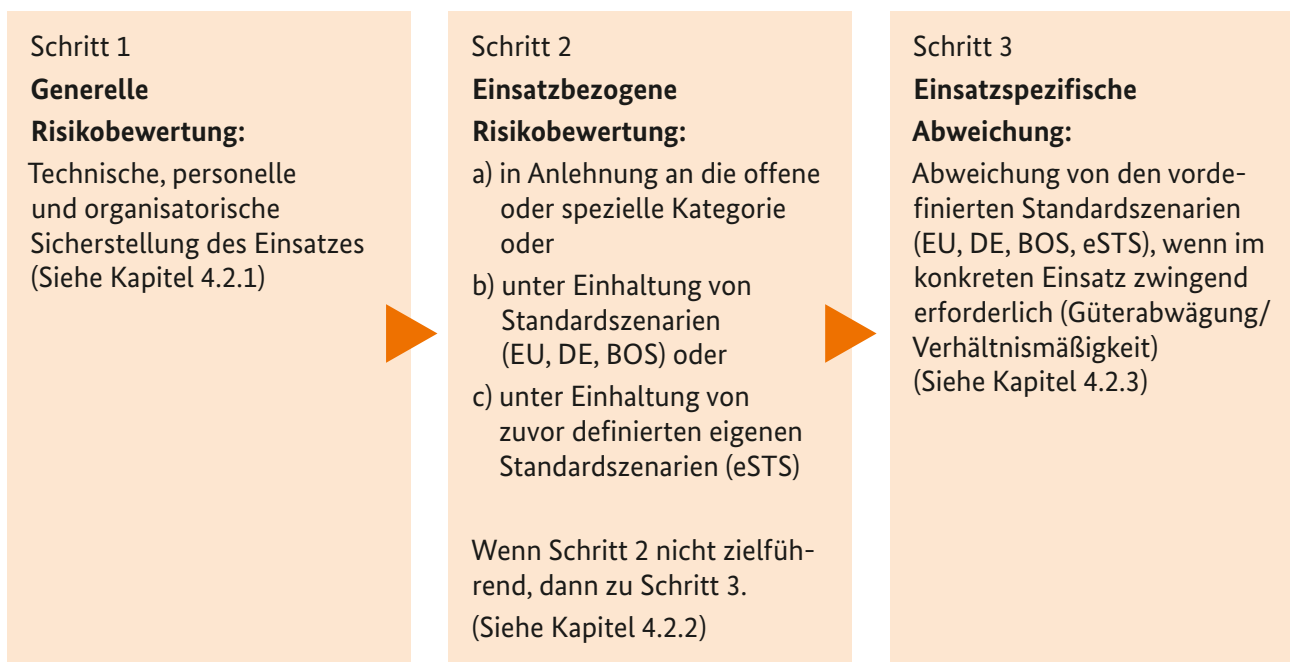 Schritt 1
Generelle
Risikobewertung:
Technische, personelle
und organisatorische
Sicherstellung des Einsatzes
(Siehe Kapitel 4.2.1)
Schritt 2
Einsatzbezogene
Risikobewertung:
a) in Anlehnung an die offene
oder spezielle Kategorie
oder
b) unter Einhaltung von
Standardszenarien
(EU, DE, BOS) oder
c) unter Einhaltung von
zuvor definierten eigenen
Standardszenarien (eSTS)
Wenn Schritt 2 nicht zielfüh-
rend, dann zu Schritt 3.
(Siehe Kapitel 4.2.2)
Schritt 3
Einsatzspezifische
Abweichung:
Abweichung von den vorde-
finierten Standardszenarien
(EU, DE, BOS, eSTS), wenn im
konkreten Einsatz zwingend
erforderlich (Güterabwägung/
Verhältnismäßigkeit)
(Siehe Kapitel 4.2.3)